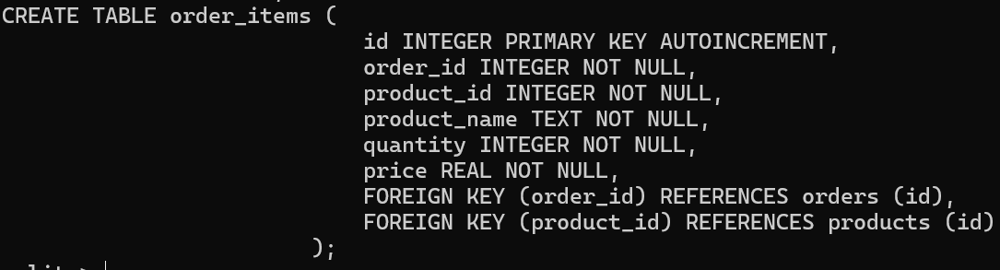 CREATE TABLE order_items (
id INTEGER PRIMARY KEY AUTOINCREMENT,
order_id INTEGER NOT NULL,
product_id INTEGER NOT NULL,
product_name TEXT NOT NULL,
quantity INTEGER NOT NULL,
price REAL NOT NULL,
FOREIGN KEY (order_id) REFERENCES orders (id),
FOREIGN KEY (product_id) REFERENCES products (id)
);